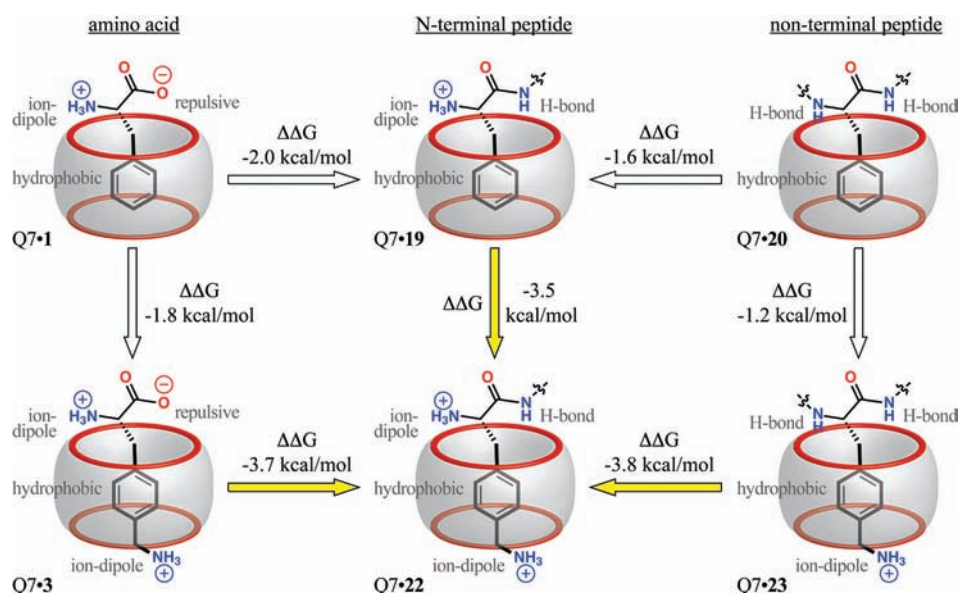 amino acid N-terminal peptide non-terminal peptide
O O O
⊖
⊕ O ⊕
ion- repulsive ion- N N
dipole H₃N dipole H₃N H H-bond H-bond N H H-bond
H
ΔΔG ΔΔG
-2.0 kcal/mol -1.6 kcal/mol
hydrophobic hydrophobic hydrophobic
Q7•1 Q7•19 Q7•20
ΔΔG ΔΔG -3.5 ΔΔG
-1.8 kcal/mol kcal/mol -1.2 kcal/mol
O O O
⊖
⊕ O ⊕
ion- repulsive ion- N N
dipole H₃N dipole H₃N H H-bond H-bond N H H-bond
H
ΔΔG ΔΔG
-3.7 kcal/mol -3.8 kcal/mol
hydrophobic hydrophobic hydrophobic
ion-dipole NH₃ ion-dipole NH₃ ion-dipole NH₃
⊕ ⊕ ⊕
Q7•3 Q7•22 Q7•23